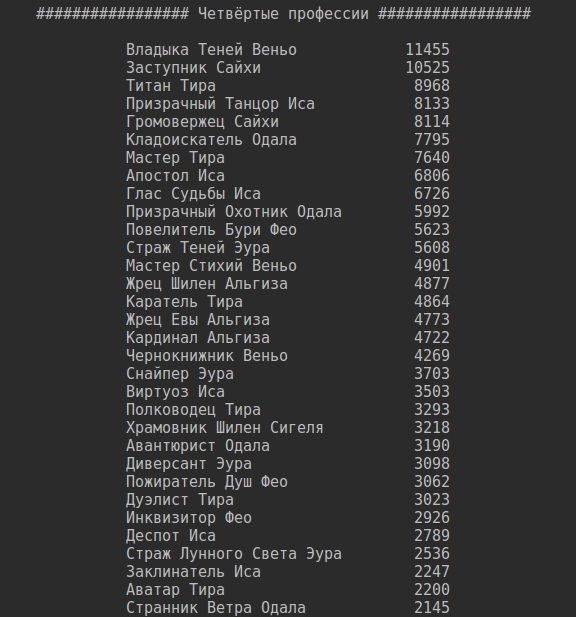 ################# Четвёртые профессии #################
Владыка Теней Веньо 11455
Заступник Сайхи 10525
Титан Тира 8968
Призрачный Танцор Иса 8133
Громовержец Сайхи 8114
Кладоискатель Одала 7795
Мастер Тира 7640
Апостол Иса 6806
Глас Судьбы Иса 6726
Призрачный Охотник Одала 5992
Повелитель Бури Фео 5623
Страж Теней Эура 5608
Мастер Стихий Веньо 4901
Жрец Шилен Альгиза 4877
Каратель Тира 4864
Жрец Евы Альгиза 4773
Кардинал Альгиза 4722
Чернокнижник Веньо 4269
Снайпер Эура 3703
Виртуоз Иса 3503
Полководец Тира 3293
Храмовник Шилен Сигеля 3218
Авантюрист Одала 3190
Диверсант Эура 3098
Пожиратель Душ Фео 3062
Дуэлист Тира 3023
Инквизитор Фео 2926
Деспот Иса 2789
Страж Лунного Света Эура 2536
Заклинатель Иса 2247
Аватар Тира 2200
Странник Ветра Одала 2145